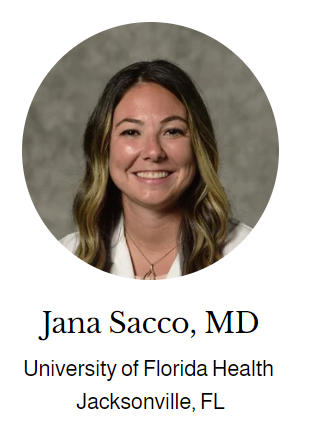 Jana Sacco, MD
University of Florida Health
Jacksonville, FL